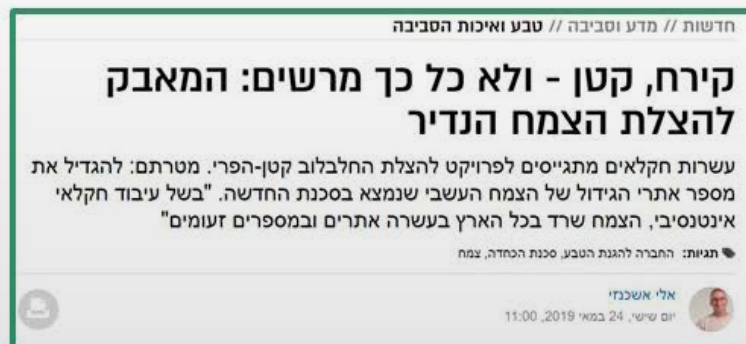 חדשות // מדע וסביבה // טבע ואיכות הסביבה
קירח, קטן - ולא כל כך מרשים: המאבק
להצלת הצמח הנדיר
עשרות חקלאים מתגייסים לפרויקט להצלת החלבלוב קטן-הפרי. מטרתם: להגדיל את
מספר אתרי הגידול של הצמח העשבי שנמצא בסכנת החדשה. "בשל עיבוד חקלאי
אינטנסיבי, הצמח שרד בכל הארץ בעשרה אתרים ובמספרים זעומים"
תגיות: החברה להגנת הטבע, סכנת הכחדה, צמח
אלי אשכנזי
יום שישי, 24 במאי 2019, 11:00